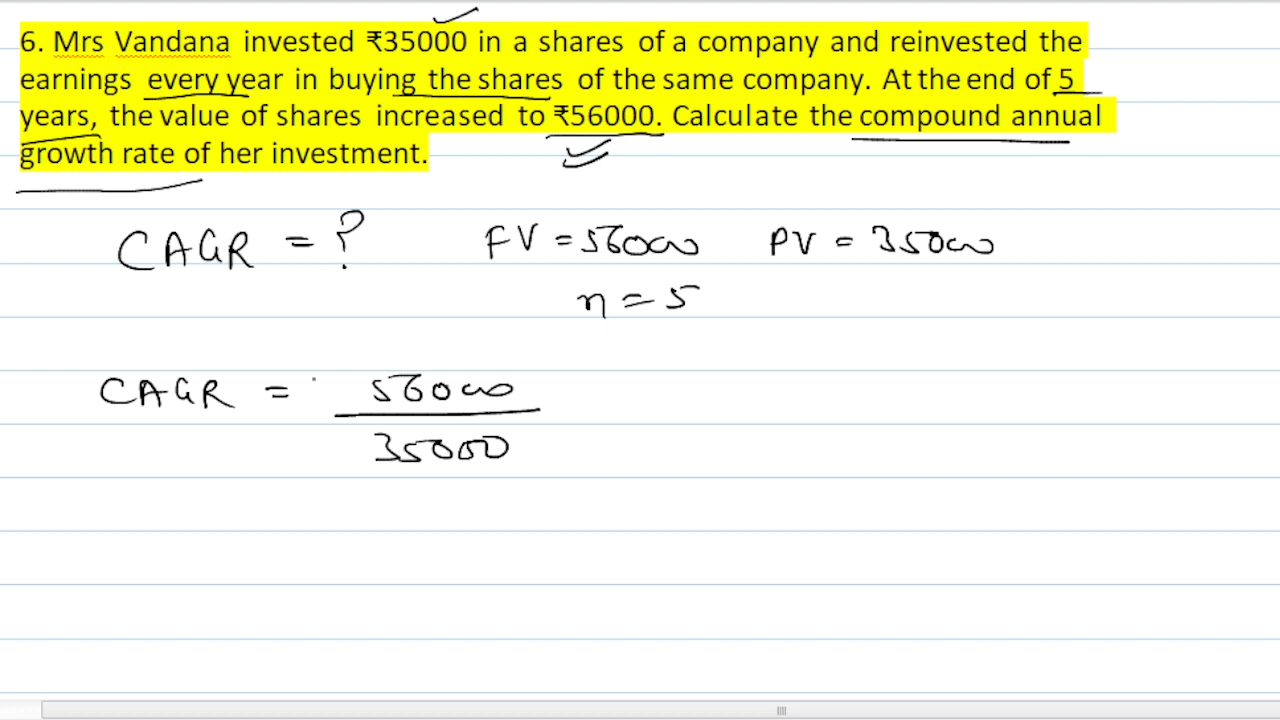 6. Mrs Vandana invested ₹35000 in a shares of a company and reinvested the
earnings every year in buying the shares of the same company. At the end of 5
years, the value of shares increased to ₹56000. Calculate the compound annual
growth rate of her investment.
CAGR = ? FV = 56000 PV = 35000
n = 5
CAGR = 56000
35000